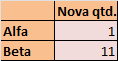 Nova qtd.
Alfa 1
Beta 11